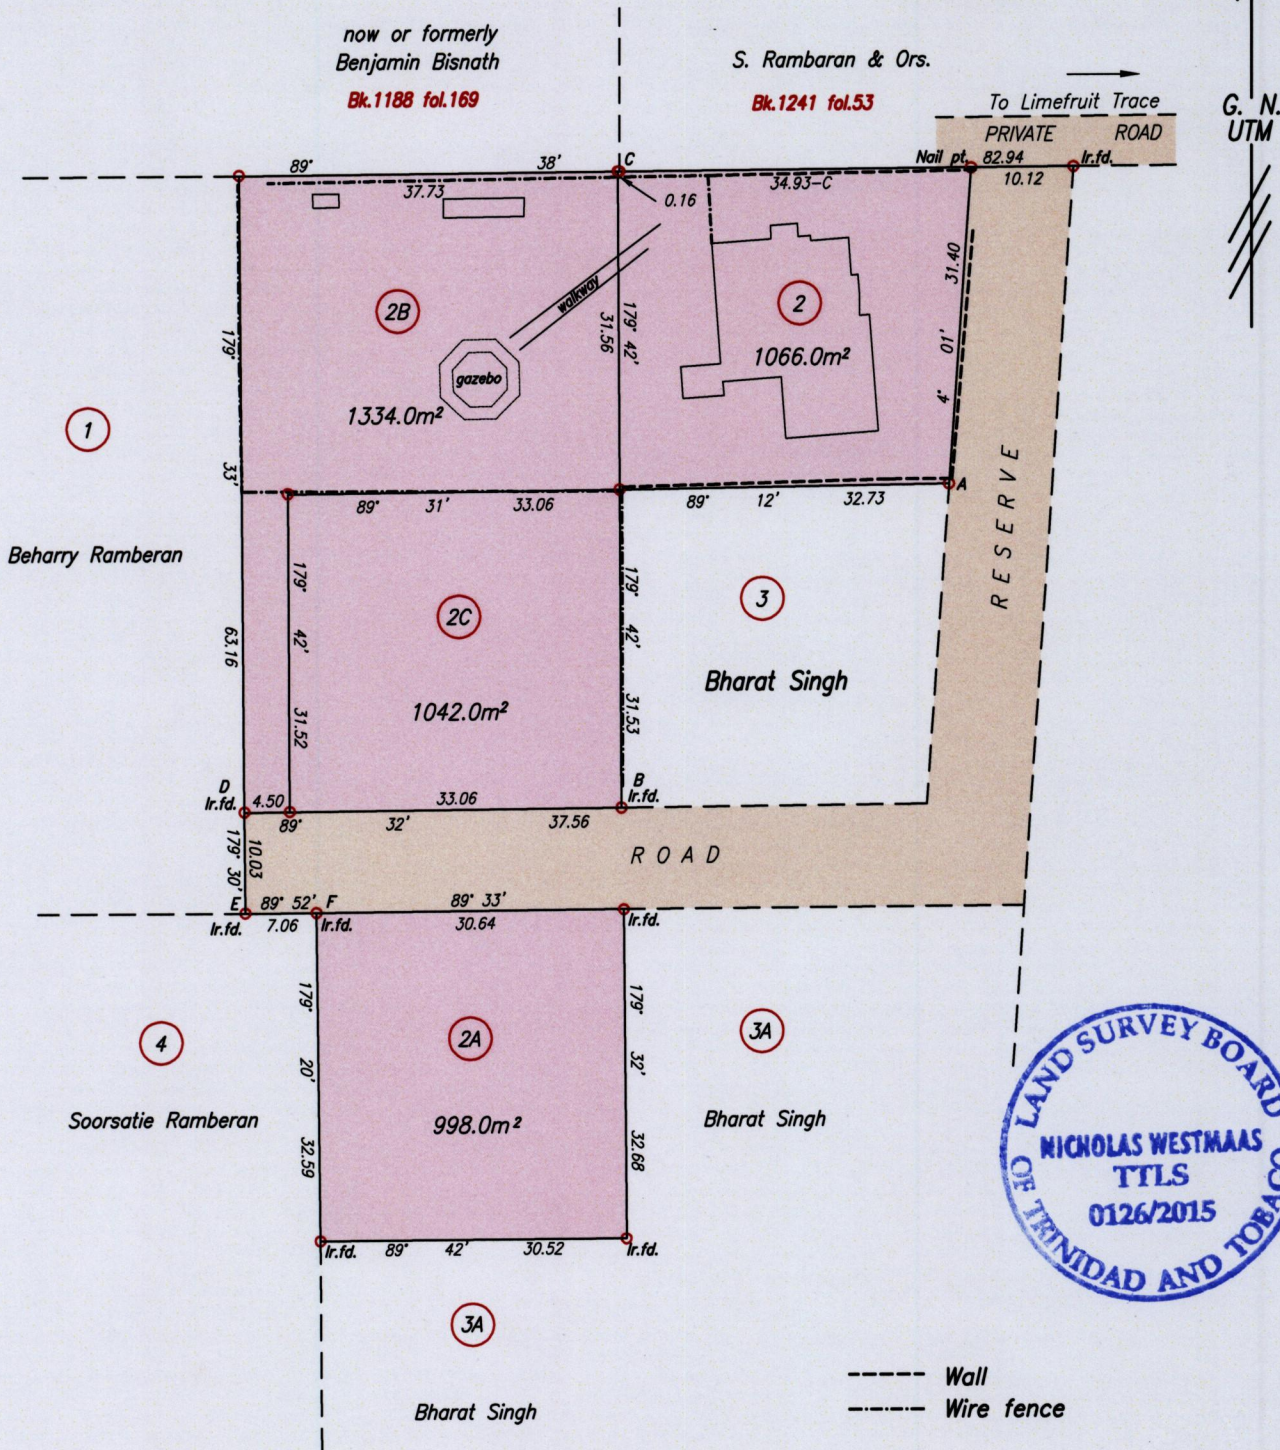 now or formerly
Benjamin Bisnath
Bk.1188 fol.169
S. Rambaran & Ors.
Bk.1241 fol.53
To Limefruit Trace
PRIVATE ROAD
G. N.
UTM
89° 38'
C
Nail pt. 82.94 Ir.fd.
37.73
34.93-C
10.12
0.16
2B
walkway
gazebo
1334.0m²
179° 42'
31.56
2
1066.0m²
4° 01' 31.40
179° 33' 63.16
1
Beharry Ramberan
89° 31' 33.06
89° 12' 32.73
A
RESERVE
2C
1042.0m²
179° 42' 31.52
179° 42' 31.53
3
Bharat Singh
D
Ir.fd.
4.50
33.06
B
Ir.fd.
89° 32' 37.56
ROAD
179° 30'
10.03
E
Ir.fd.
89° 52'
7.06
F
Ir.fd.
89° 33'
30.64
Ir.fd.
4
Soorsatie Ramberan
179° 20' 32.59
2A
998.0m²
179° 32' 32.68
3A
Bharat Singh
Ir.fd. 89° 42' 30.52 Ir.fd.
3A
Bharat Singh
LAND SURVEY BOARD
OF TRINIDAD AND TOBAGO
NICHOLAS WESTMAAS
TTLS
0126/2015
Wall
Wire fence